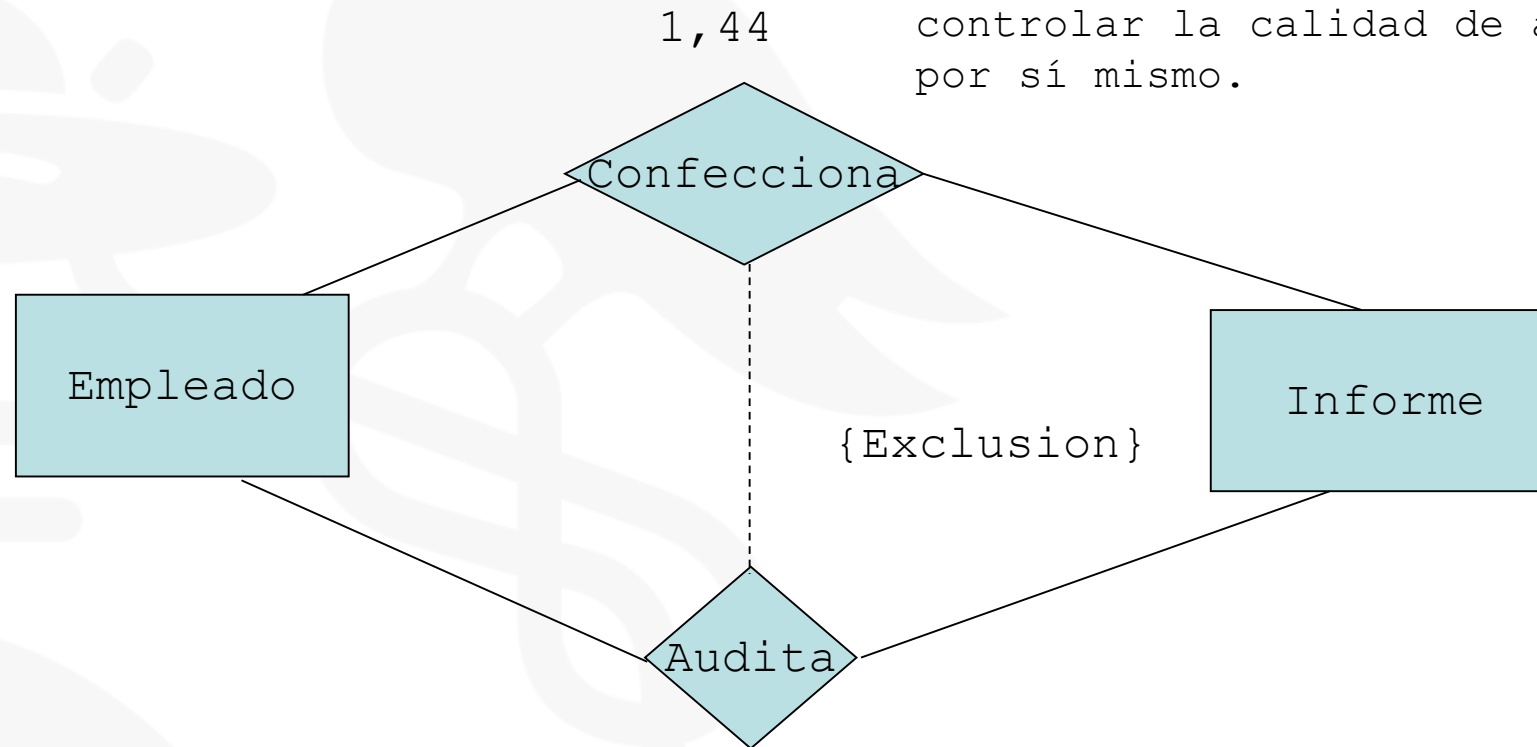 1,44
controlar la calidad de
por sí mismo.
Confecciona
Empleado
Informe
{Exclusion}
Audita